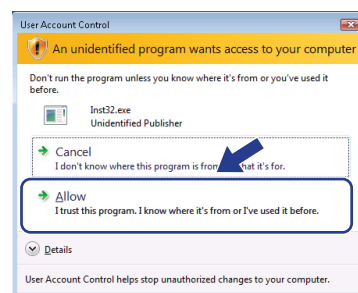 User Account Control
An unidentified program wants access to your computer
Don't run the program unless you know where it's from or you've used it
before.
Inst32.exe
Unidentified Publisher
Cancel
I don't know where this program is from hat it's for.
Allow
I trust this program. I know where it's from or I've used it before.
Details
User Account Control helps stop unauthorized changes to your computer.